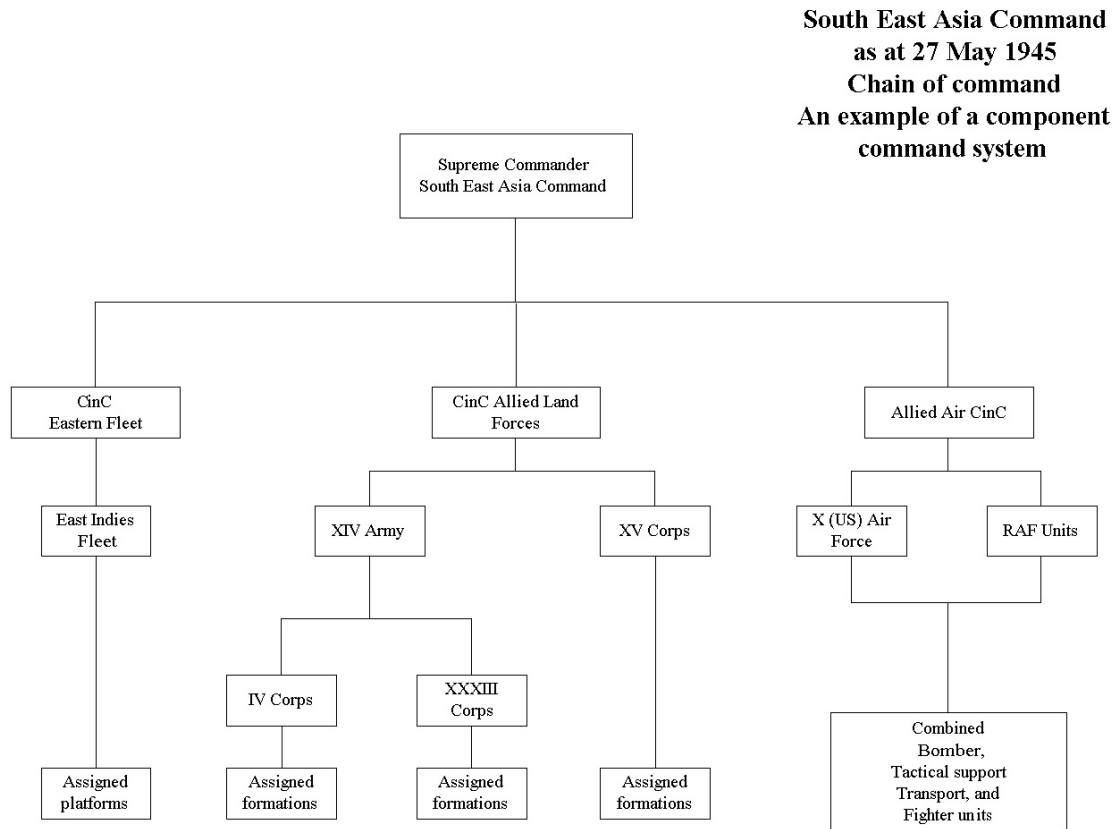 South East Asia Command
as at 27 May 1945
Chain of command
An example of a component
command system
Supreme Commander
South East Asia Command
CinC
Eastern Fleet
CinC Allied Land
Forces
Allied Air CinC
East Indies
Fleet
XIV Army
XV Corps
X (US) Air
Force
RAF Units
IV Corps
XXXIII
Corps
Assigned
platforms
Assigned
formations
Assigned
formations
Assigned
formations
Combined
Bomber,
Tactical support
Transport, and
Fighter units